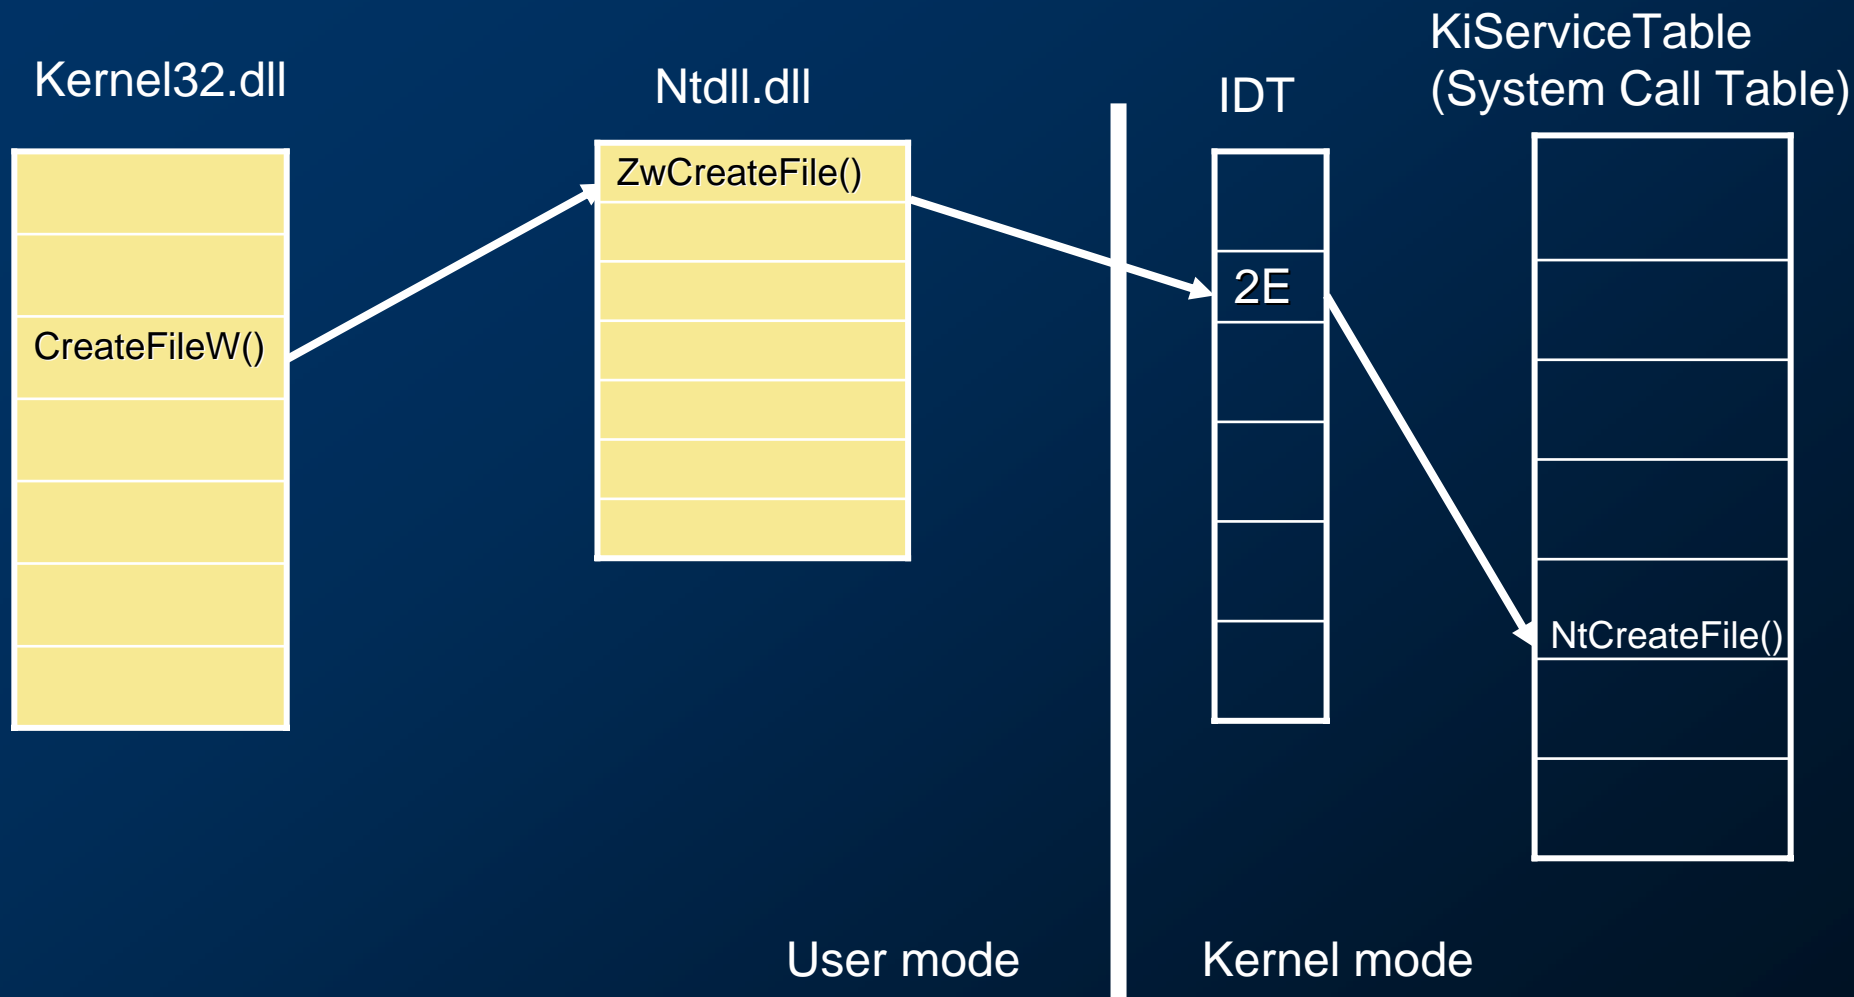 Kernel32.dll
Ntdll.dll
IDT
KiServiceTable
(System Call Table)
CreateFileW()
ZwCreateFile()
2E
NtCreateFile()
User mode
Kernel mode